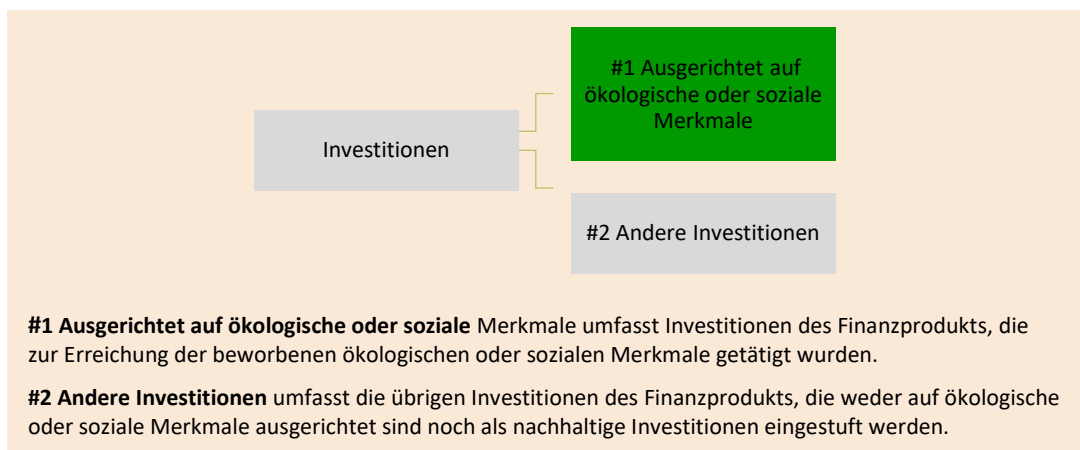 #1 Ausgerichtet auf
ökologische oder soziale
Merkmale
Investitionen
#2 Andere Investitionen
#1 Ausgerichtet auf ökologische oder soziale Merkmale umfasst Investitionen des Finanzprodukts, die
zur Erreichung der beworbenen ökologischen oder sozialen Merkmale getätigt wurden.
#2 Andere Investitionen umfasst die übrigen Investitionen des Finanzprodukts, die weder auf ökologische
oder soziale Merkmale ausgerichtet sind noch als nachhaltige Investitionen eingestuft werden.